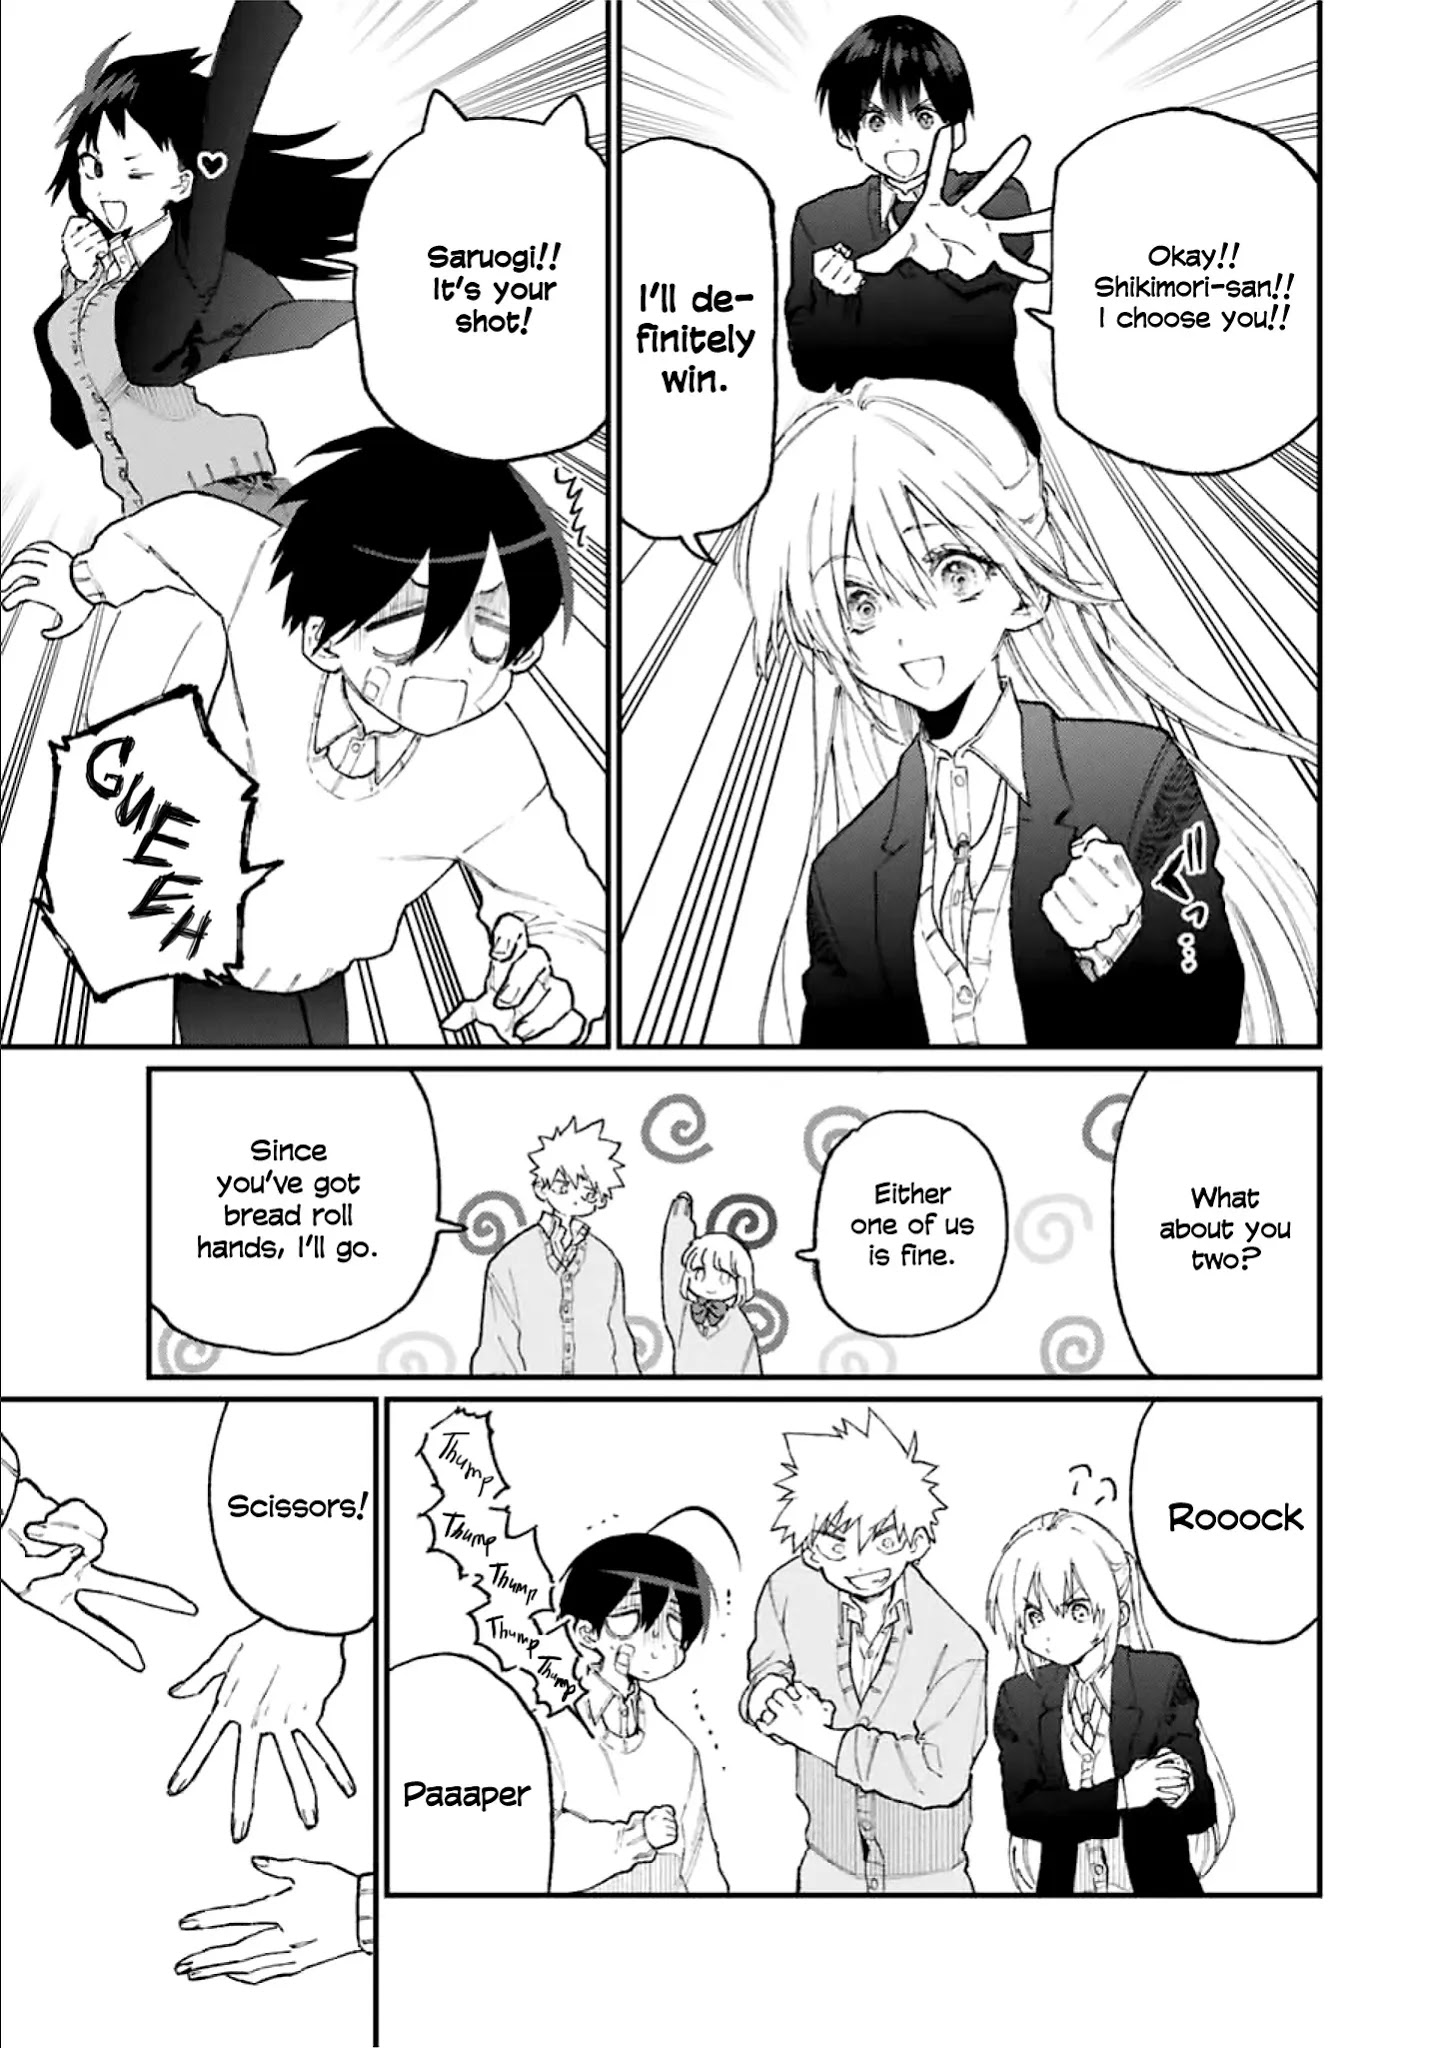 Okay!!
Shikimori-san!!
I choose you!!
I'll de-
finitely
win.
Saruogi!!
It's your
shot!
GUEEEH
What
about you
two?
Either
one of us
is fine.
Since
you've got
bread roll
hands, I'll go.
Rooock
Thump
Thump
Thump
Thump
Thump
Paaaper
Scissors!